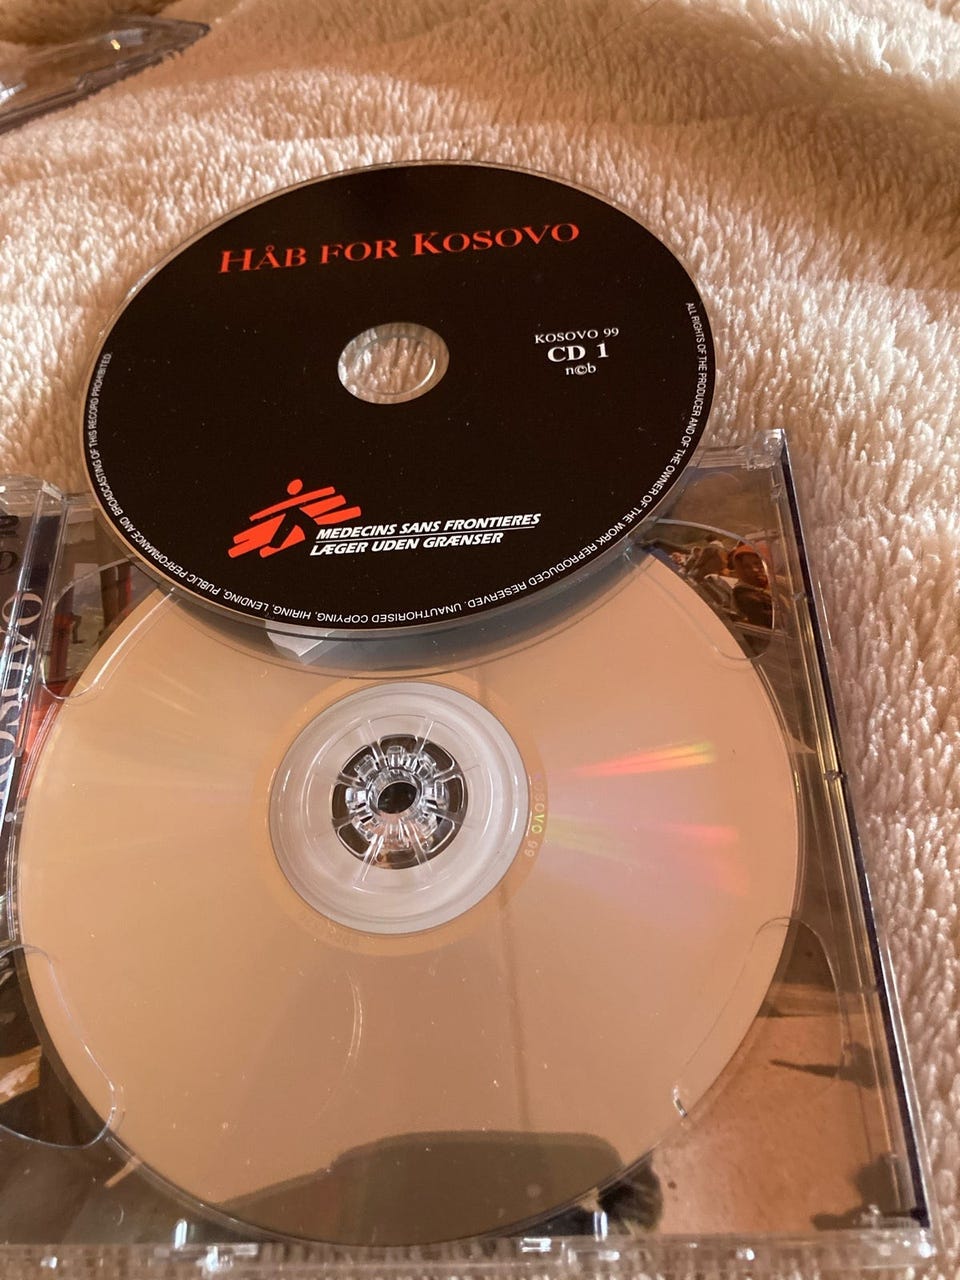 HÅB FOR KOSOVO
KOSOVO 99
CD 1
n©b
MEDECINS SANS FRONTIERES
LÆGER UDEN GRÆNSER
ALL RIGHTS OF THE PRODUCER AND OF THE OWNER OF THE WORK REPRODUCED RESERVED. UNAUTHORISED COPYING, HIRING, LENDING, PUBLIC PERFORMANCE AND BROADCASTING OF THIS RECORD PROHIBITED.
KOSOVO 99